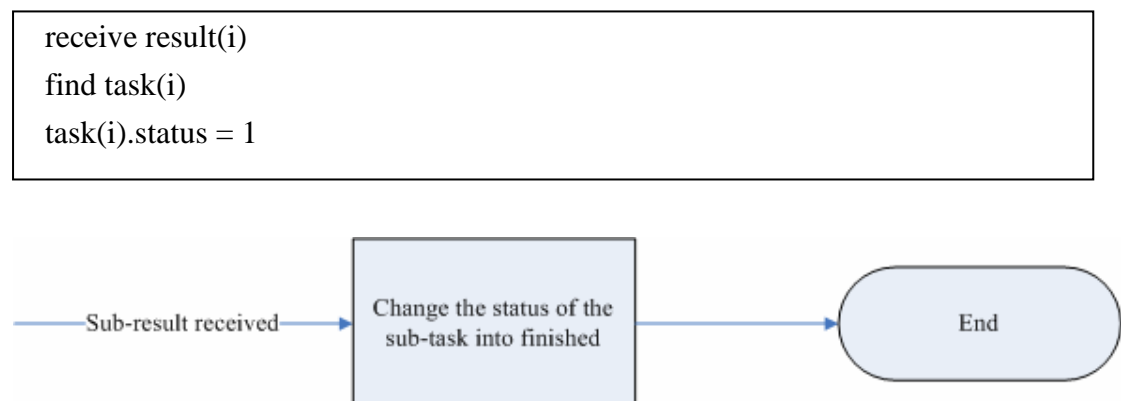 receive result(i)
find task(i)
task(i).status = 1
Sub-result received
Change the status of the
sub-task into finished
End